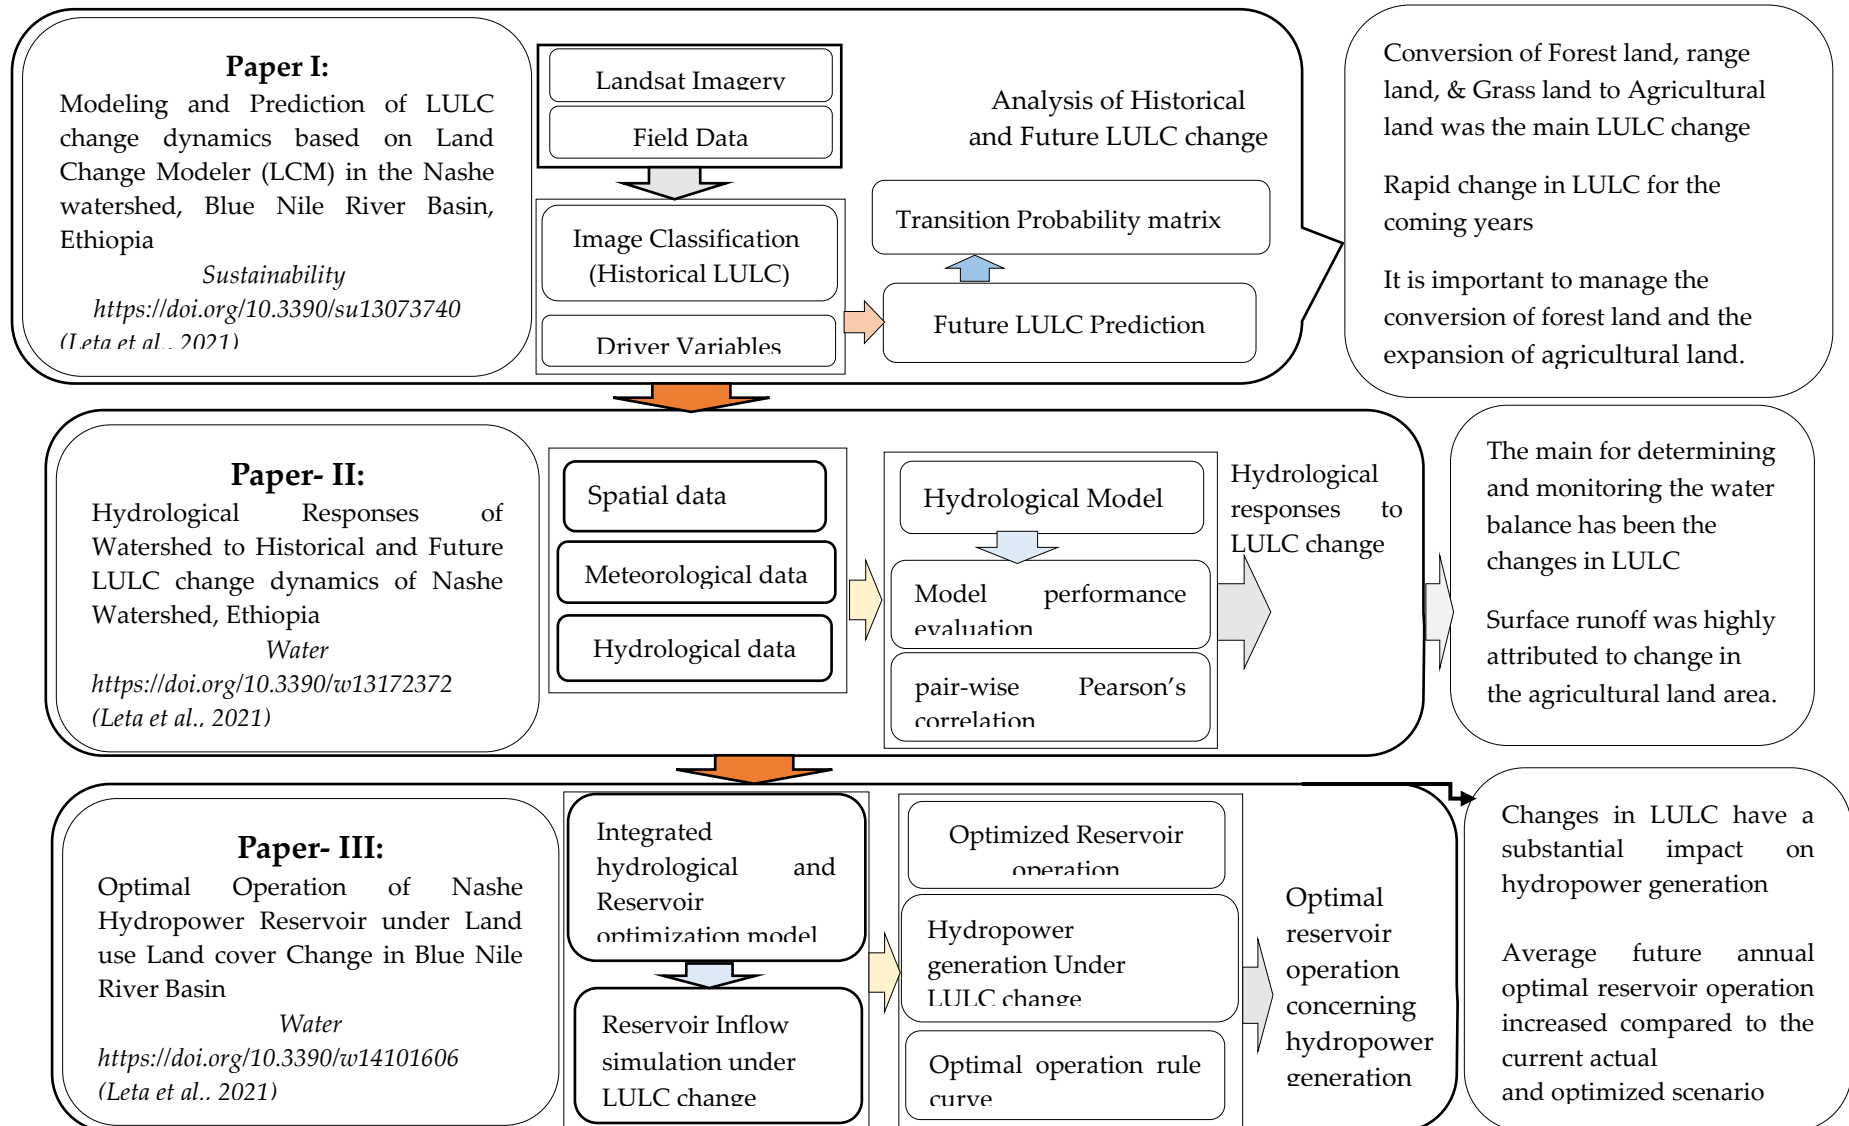 Paper I:
Modeling and Prediction of LULC
change dynamics based on Land
Change Modeler (LCM) in the Nashe
watershed, Blue Nile River Basin,
Ethiopia
Sustainability
https://doi.org/10.3390/su13073740
(Leta et al., 2021)
Landsat Imagery
Field Data
Image Classification
(Historical LULC)
Driver Variables
Analysis of Historical
and Future LULC change
Transition Probability matrix
Future LULC Prediction
Conversion of Forest land, range
land, & Grass land to Agricultural
land was the main LULC change
Rapid change in LULC for the
coming years
It is important to manage the
conversion of forest land and the
expansion of agricultural land.
Paper- II:
Hydrological Responses of
Watershed to Historical and Future
LULC change dynamics of Nashe
Watershed, Ethiopia
Water
https://doi.org/10.3390/w13172372
(Leta et al., 2021)
Spatial data
Meteorological data
Hydrological data
Hydrological Model
Model performance
evaluation
pair-wise Pearson's
correlation
Hydrological
responses to
LULC change
The main for determining
and monitoring the water
balance has been the
changes in LULC
Surface runoff was highly
attributed to change in
the agricultural land area.
Paper- III:
Optimal Operation of Nashe
Hydropower Reservoir under Land
use Land cover Change in Blue Nile
River Basin
Water
https://doi.org/10.3390/w14101606
(Leta et al., 2021)
Integrated
hydrological and
Reservoir
optimization model
Reservoir Inflow
simulation under
LULC change
Optimized Reservoir
operation
Hydropower
generation Under
LULC change
Optimal operation rule
curve
Optimal
reservoir
operation
concerning
hydropower
generation
Changes in LULC have a
substantial impact on
hydropower generation
Average future annual
optimal reservoir operation
increased compared to the
current actual
and optimized scenario